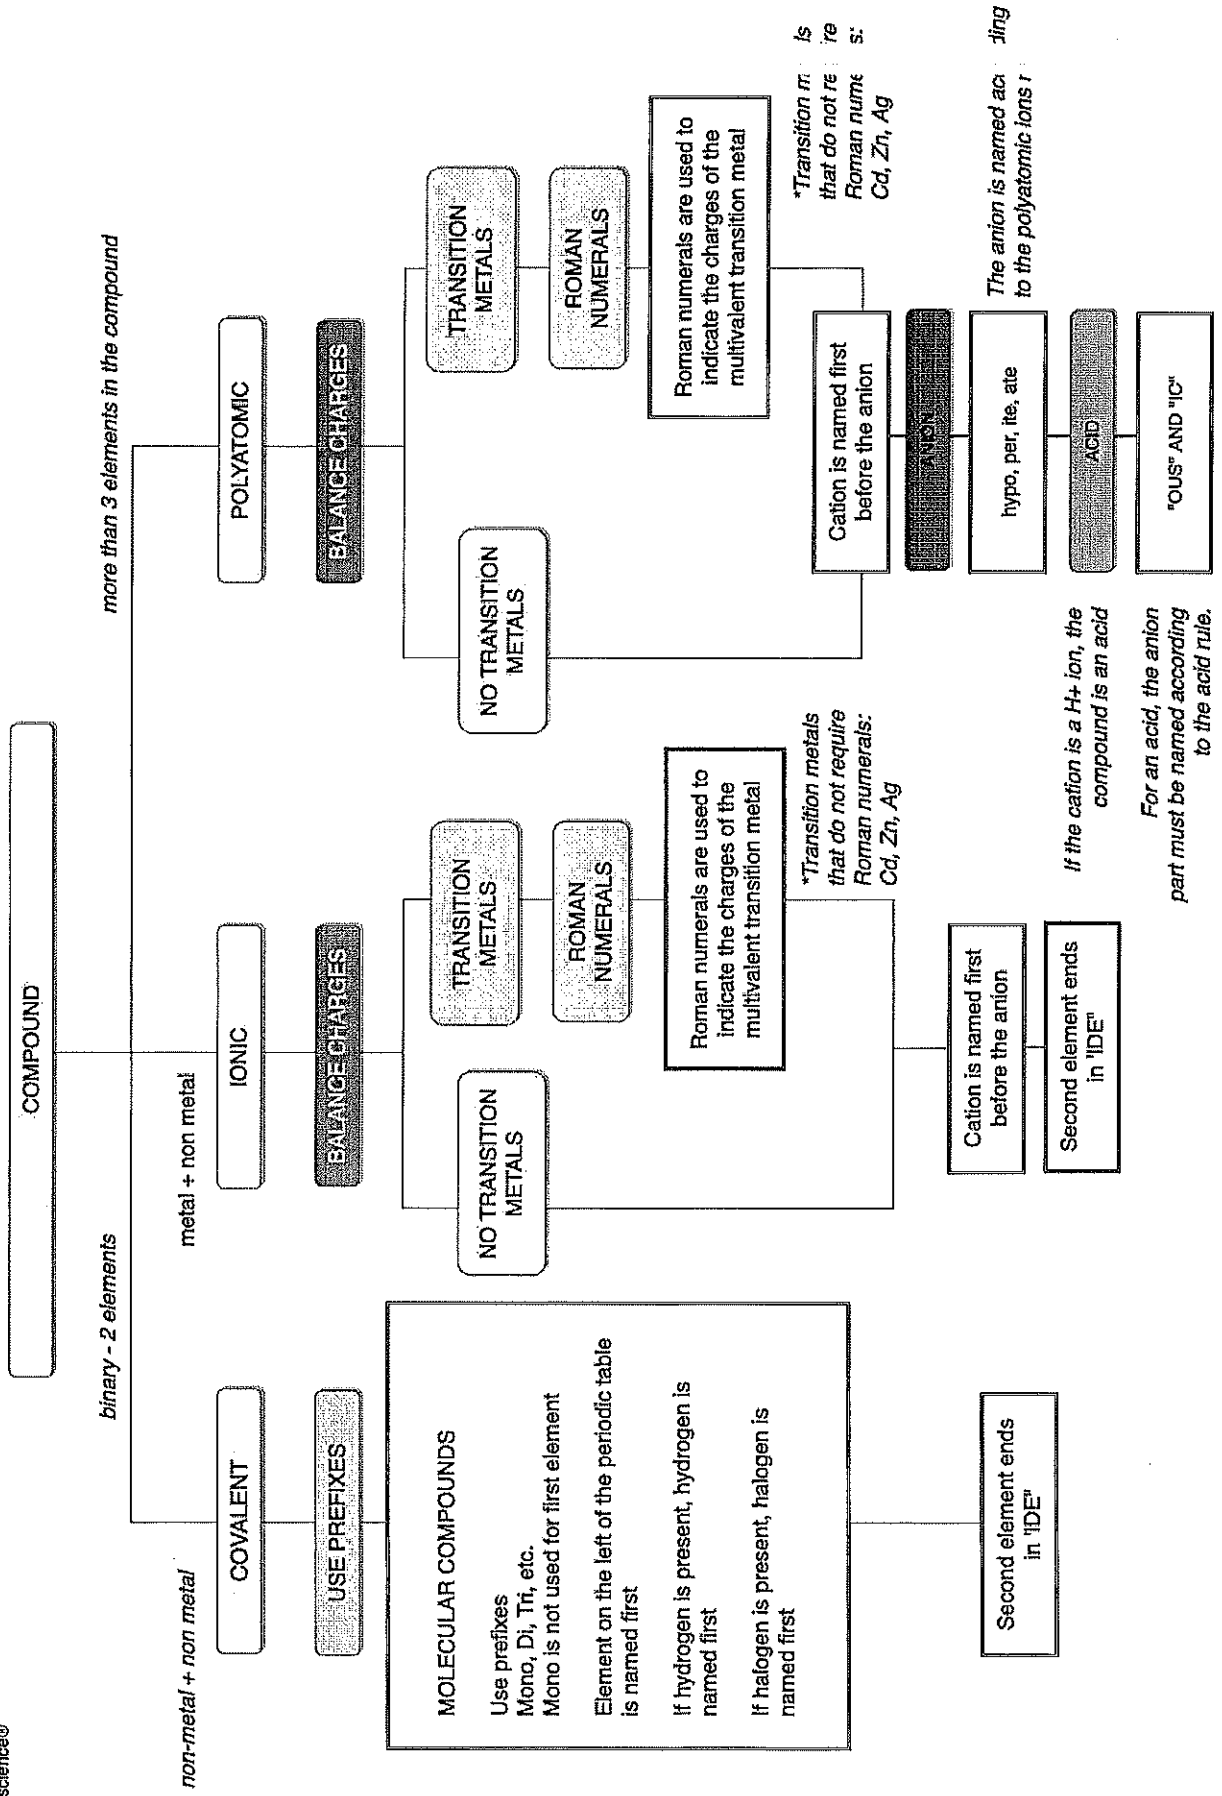 science®
COMPOUND
binary - 2 elements
more than 3 elements in the compound
non-metal + non metal
metal + non metal
COVALENT
USE PREFIXES
MOLECULAR COMPOUNDS
Use prefixes
Mono, Di, Tri, etc.
Mono is not used for first element
Element on the left of the periodic table
is named first
If hydrogen is present, hydrogen is
named first
If halogen is present, halogen is
named first
Second element ends
in "IDE"
IONIC
BALANCE CHARGES
NO TRANSITION
METALS
TRANSITION
METALS
ROMAN
NUMERALS
Roman numerals are used to
indicate the charges of the
multivalent transition metal
*Transition metals
that do not require
Roman numerals:
Cd, Zn, Ag
Cation is named first
before the anion
Second element ends
in "IDE"
POLYATOMIC
BALANCE CHARGES
NO TRANSITION
METALS
TRANSITION
METALS
ROMAN
NUMERALS
Roman numerals are used to
indicate the charges of the
multivalent transition metal
*Transition
that do not
Roman
Cd, Zn, Ag
Cation is named first
before the anion
ANION
The anion is named
to the polyatomic ions
hypo, per, ite, ate
If the cation is a H+ ion, the
compound is an acid
ACID
For an acid, the anion
part must be named according
to the acid rule.
"OUS" AND "IC"